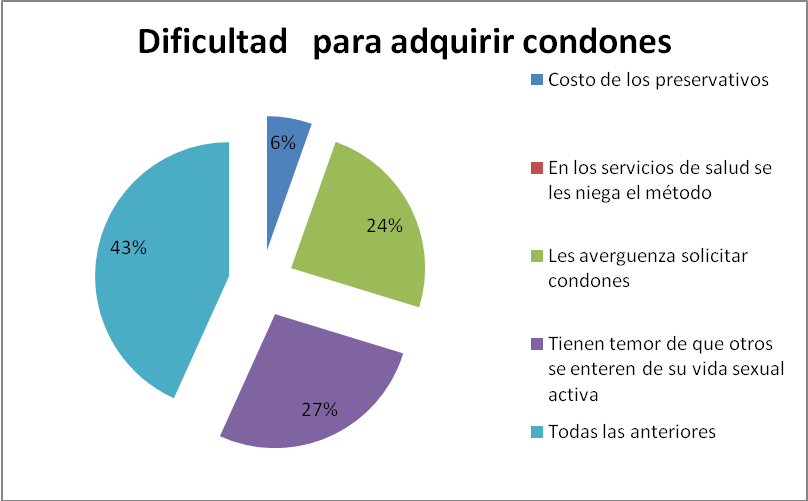 Dificultad para adquirir condones
Costo de los preservativos
En los servicios de salud se
les niega el método
Les averguenza solicitar
condones
Tienen temor de que otros
se enteren de su vida sexual
activa
Todas las anteriores
6%
24%
27%
43%